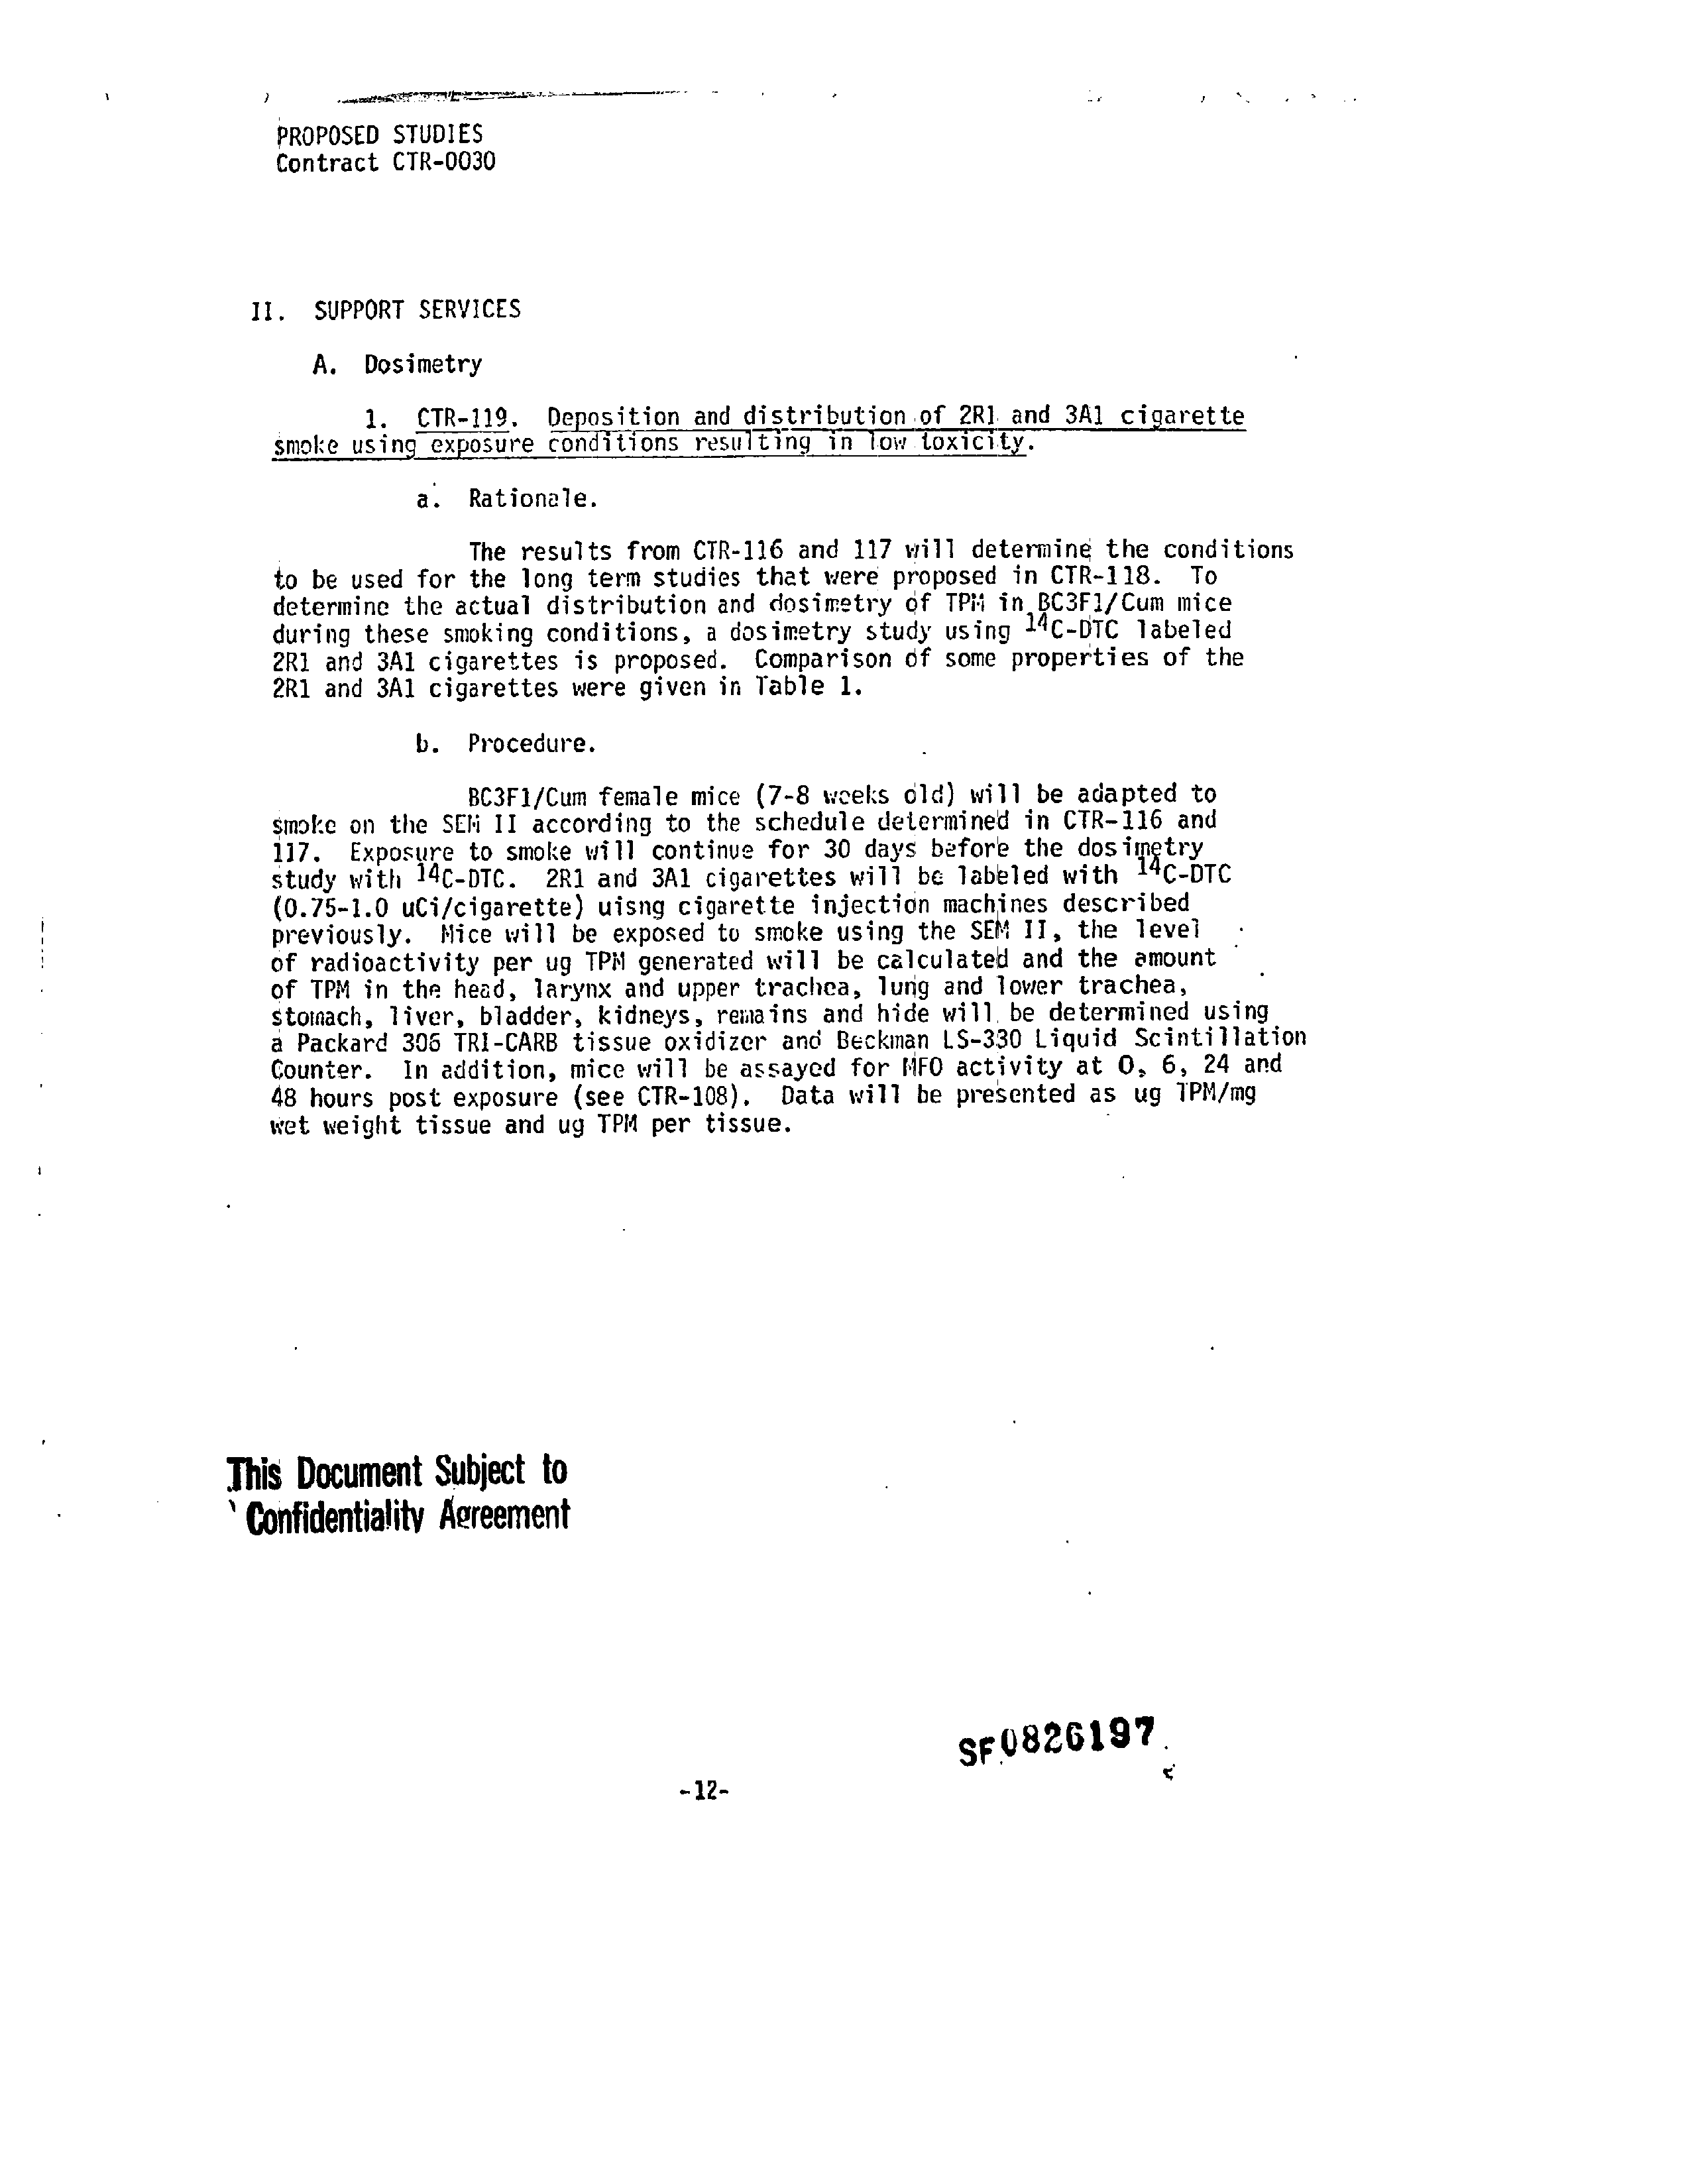 PROPOSED STUDIES
Contract CTR-0030
II. SUPPORT SERVICES
A. Dosimetry
1. CTR-119. Deposition and distribution of 2R1 and 3A1 cigarette
smoke using exposure conditions resulting in low toxicity.
a. Rationale.
The results from CTR-116 and 117 will determine the conditions
to be used for the long term studies that were proposed in CTR-118. To
determine the actual distribution and dosimetry of TPM in BC3F1/Cum mice
during these smoking conditions, a dosimetry study using 14C-DTC labeled
2R1 and 3A1 cigarettes is proposed. Comparison of some properties of the
2R1 and 3A1 cigarettes were given in Table 1.
b. Procedure.
BC3F1/Cum female mice (7-8 weeks old) will be adapted to
smoke on the SEM II according to the schedule determined in CTR-116 and
117. Exposure to smoke will continue for 30 days before the dosimetry
study with 14C-DTC. 2R1 and 3A1 cigarettes will be labeled with 14C-DTC
(0.75-1.0 uCi/cigarette) uisng cigarette injection machines described
previously. Mice will be exposed to smoke using the SEM II, the level
of radioactivity per ug TPM generated will be calculated and the amount
of TPM in the head, larynx and upper trachea, lung and lower trachea,
stomach, liver, bladder, kidneys, remains and hide will be determined using
a Packard 306 TRI-CARB tissue oxidizer and Beckman LS-330 Liquid Scintillation
Counter. In addition, mice will be assayed for MFO activity at 0, 6, 24 and
48 hours post exposure (see CTR-108). Data will be presented as ug TPM/mg
wet weight tissue and ug TPM per tissue.
This Document Subject to
Confidentiality Agreement
SF0826197
-12-